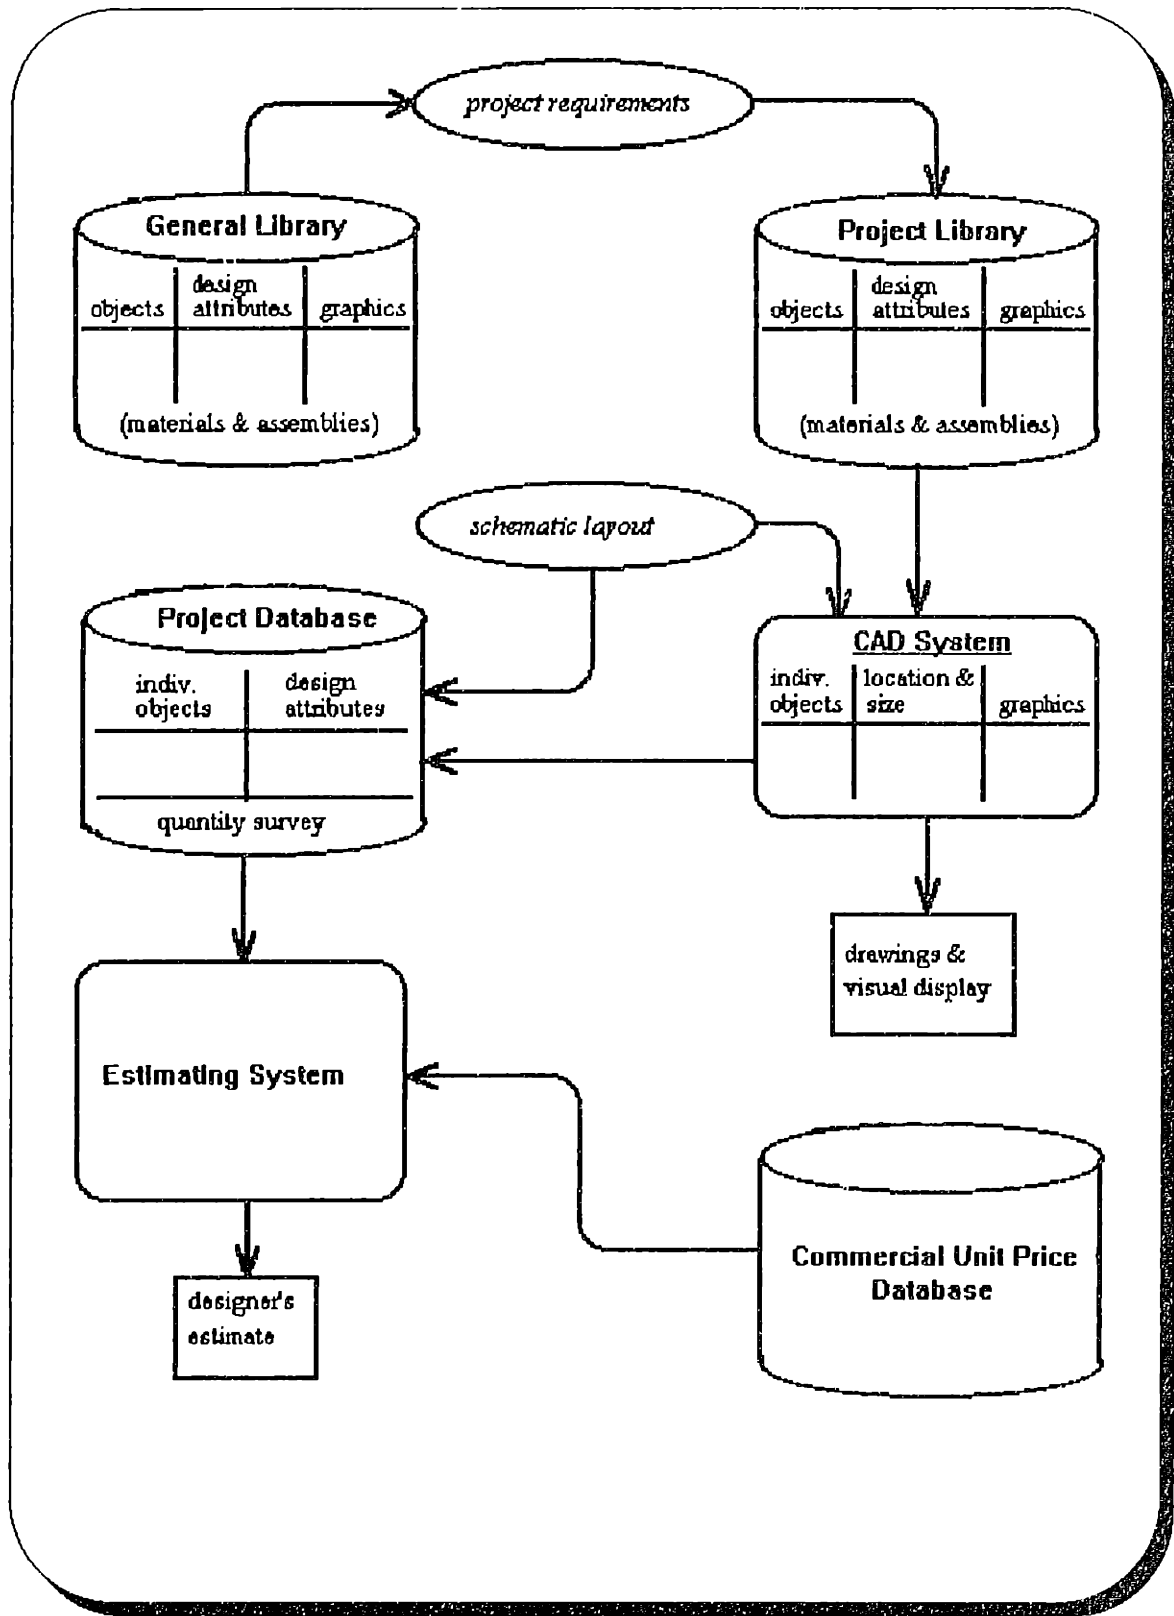 project requirements
General Library
objects
design
attributes
graphics
(materials & assemblies)
Project Library
objects
design
attributes
graphics
(materials & assemblies)
schematic layout
Project Database
indiv.
objects
design
attributes
quantity survey
CAD System
indiv.
objects
location &
size
graphics
drawings &
visual display
Estimating System
designer's
estimate
Commercial Unit Price
Database